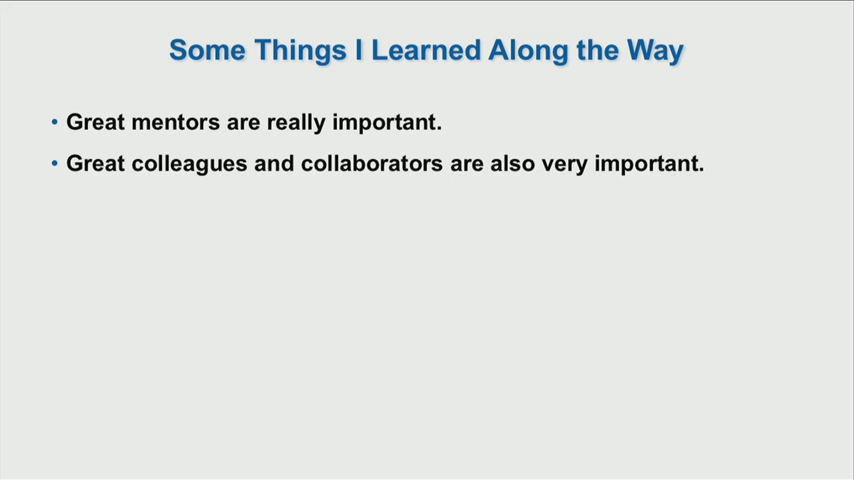 Some Things I Learned Along the Way
• Great mentors are really important.
• Great colleagues and collaborators are also very important.